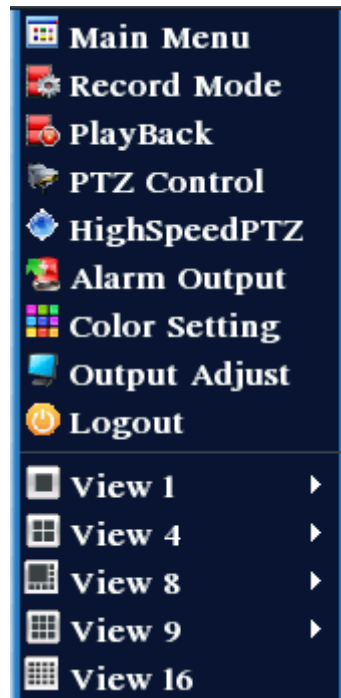 Main Menu
Record Mode
PlayBack
PTZ Control
HighSpeedPTZ
Alarm Output
Color Setting
Output Adjust
Logout
View 1
View 4
View 8
View 9
View 16